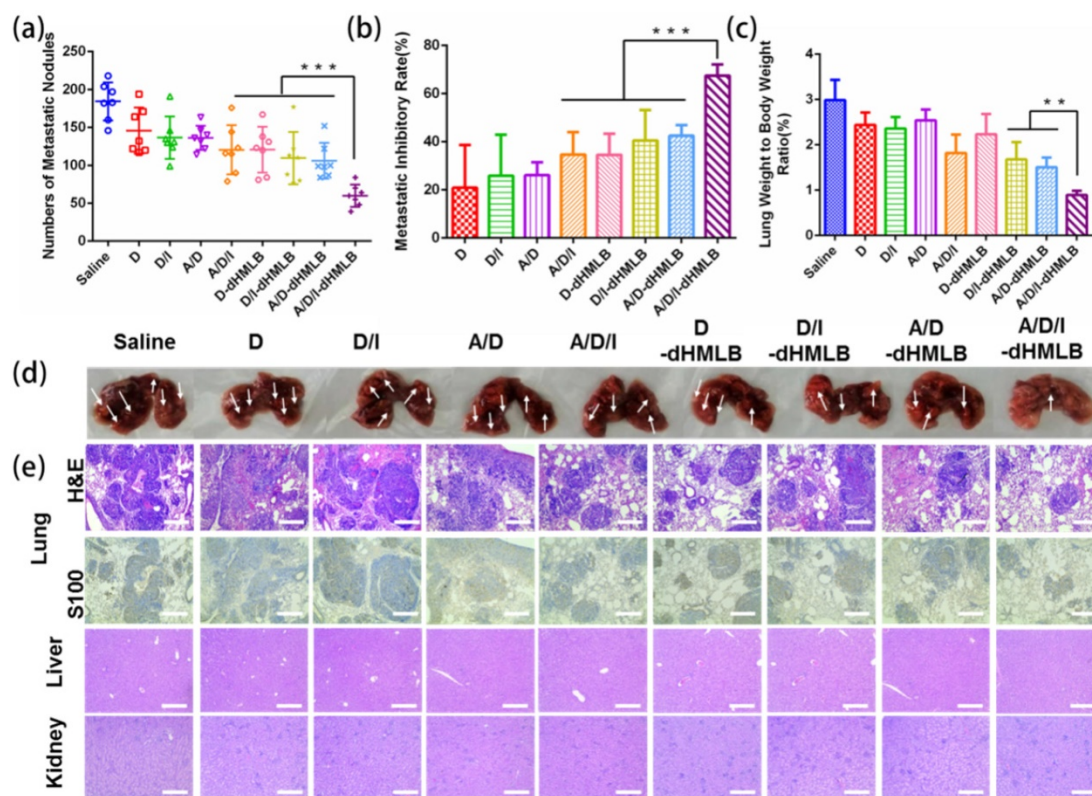 (a)
Numbers of Metastatic Nodules
250
200
150
100
50
0
* * *
Saline
D
D/I
A/D
A/D/I
D-dHMLB
D/I-dHMLB
A/D-dHMLB
A/D/I-dHMLB
(b)
Metastatic Inhibitory Rate(%)
80
60
40
20
0
* * *
D
D/I
A/D
A/D/I
D-dHMLB
D/I-dHMLB
A/D-dHMLB
A/D/I-dHMLB
(c)
Lung Weight to Body Weight
Ratio(%)
4
3
2
1
0
* *
Saline
D
D/I
A/D
A/D/I
D-dHMLB
D/I-dHMLB
A/D-dHMLB
A/D/I-dHMLB
Saline
D
D/I
A/D
A/D/I
D
-dHMLB
D/I
-dHMLB
A/D
-dHMLB
A/D/I
-dHMLB
(d)
(e)
Lung
H&E
S100
Liver
Kidney